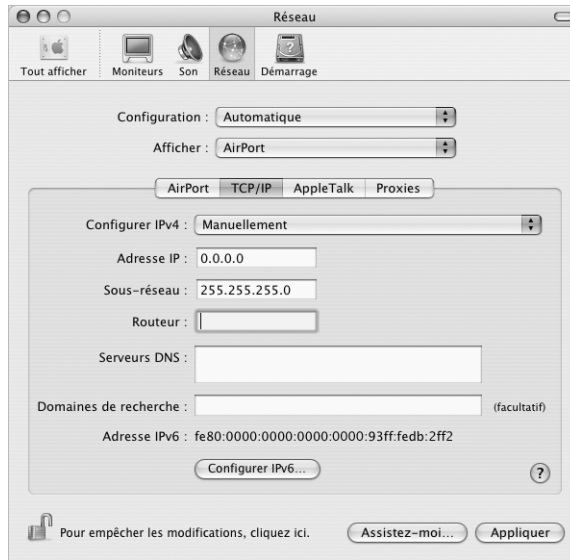 Réseau
Tout afficher Moniteurs Son Réseau Démarrage
Configuration : Automatique
Afficher : AirPort
AirPort TCP/IP AppleTalk Proxies
Configurer IPv4 : Manuellement
Adresse IP : 0.0.0.0
Sous-réseau : 255.255.255.0
Routeur :
Serveurs DNS :
Domaines de recherche : (facultatif)
Adresse IPv6 : fe80:0000:0000:0000:0000:93ff:fedb:2ff2
Configurer IPv6... ?
Pour empêcher les modifications, cliquez ici. Assistez-moi... Appliquer